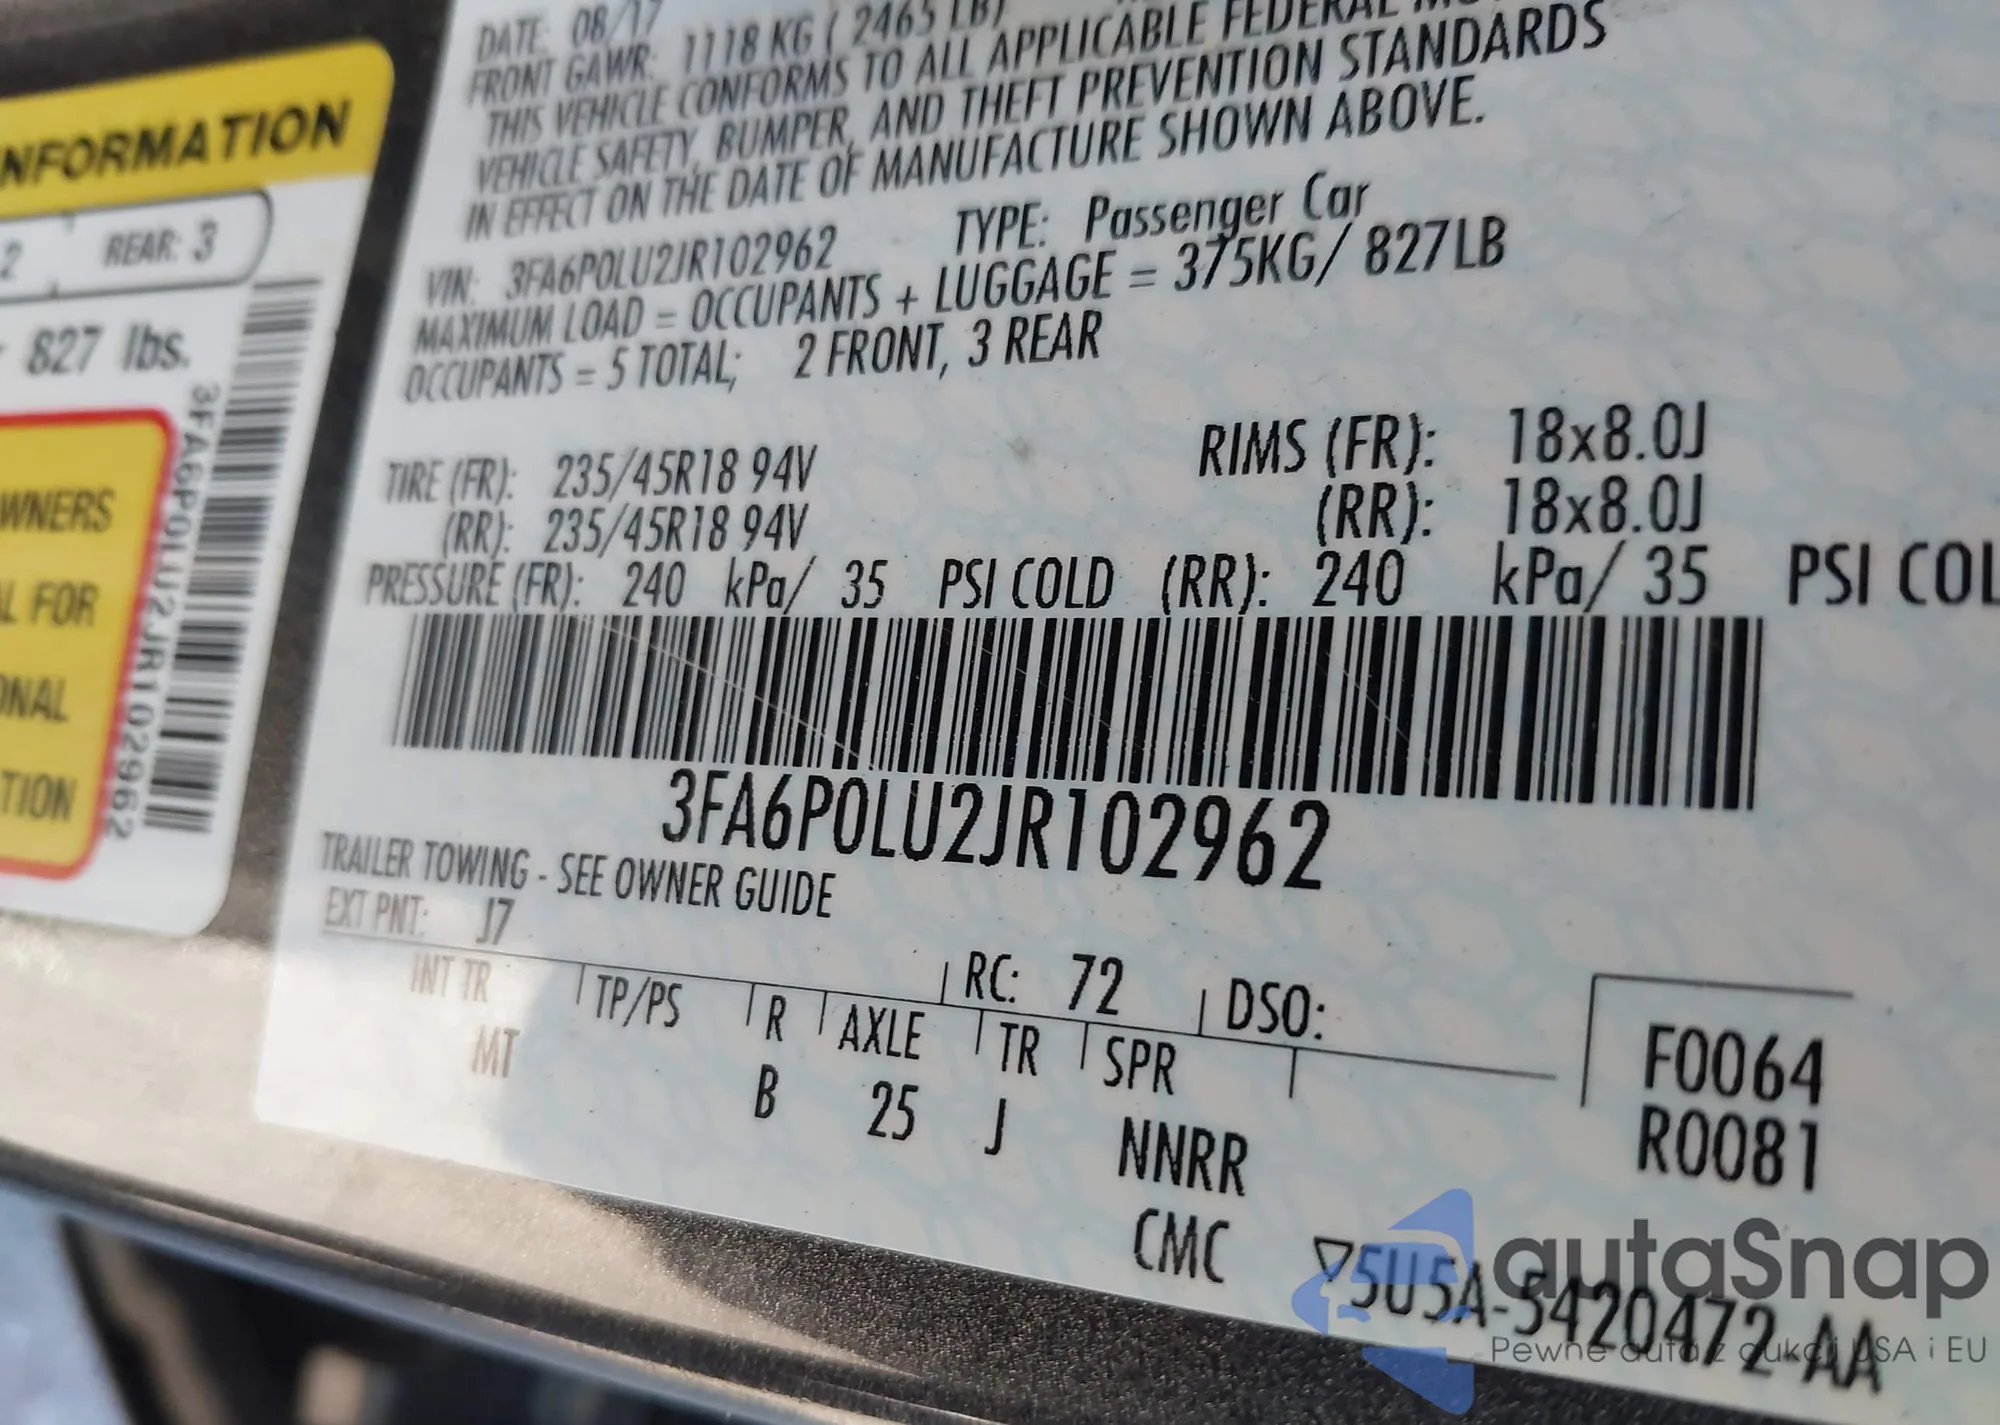 DATE: 08/17
FRONT GAWR: 1118 KG ( 2465 LB)
THIS VEHICLE CONFORMS TO ALL APPLICABLE FEDERAL
VEHICLE SAFETY, BUMPER, AND THEFT PREVENTION STANDARDS
IN EFFECT ON THE DATE OF MANUFACTURE SHOWN ABOVE.
VIN: 3FA6P0LU2JR102962 TYPE: Passenger Car
MAXIMUM LOAD = OCCUPANTS + LUGGAGE = 375KG/ 827LB
OCCUPANTS = 5 TOTAL; 2 FRONT, 3 REAR
TIRE (FR): 235/45R18 94V RIMS (FR): 18x8.0J
(RR): 235/45R18 94V (RR): 18x8.0J
PRESSURE (FR): 240 kPa/ 35 PSI COLD (RR): 240 kPa/ 35 PSI COL
3FA6P0LU2JR102962
TRAILER TOWING - SEE OWNER GUIDE
EXT PNT: J7 RC: 72 DSO:
INT TR TP/PS R AXLE TR SPR
MT B 25 J NNRR
F0064
R0081
CMC
▽5U5A-5420472-AA
NFORMATION
2 REAR: 3
827 lbs.
3FA6P0LU2JR102962
WNERS
L FOR
ONAL
TION
autaSnap
Pewne auta z aukcji USA i EU